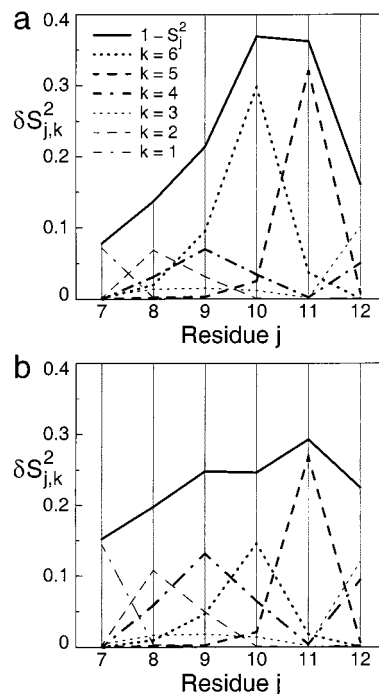 a
0.4
0.3
0.2
0.1
0
δS²j,k
1 – S²j
k = 6
k = 5
k = 4
k = 3
k = 2
k = 1
7 8 9 10 11 12
Residue j
b
0.4
0.3
0.2
0.1
0
δS²j,k
7 8 9 10 11 12
Residue j